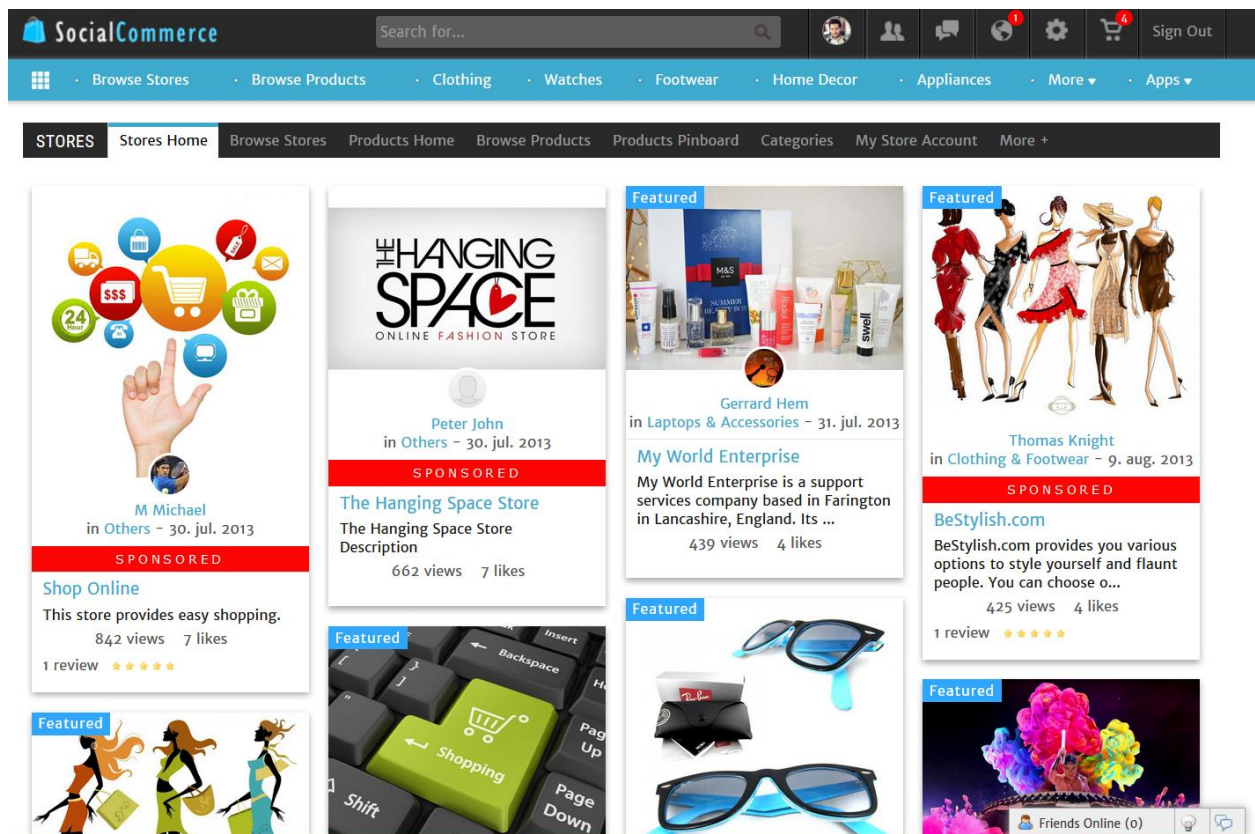 SocialCommerce
Search for...
1
4
Sign Out
Browse Stores
Browse Products
Clothing
Watches
Footwear
Home Decor
Appliances
More
Apps
STORES
Stores Home
Browse Stores
Products Home
Browse Products
Products Pinboard
Categories
My Store Account
More +
SALE
$$$
24
Hour
M Michael
in Others - 30. jul. 2013
SPONSORED
Shop Online
This store provides easy shopping.
842 views 7 likes
1 review
Featured
THE HANGING
SPACE
ONLINE FASHION STORE
Peter John
in Others - 30. jul. 2013
SPONSORED
The Hanging Space Store
The Hanging Space Store
Description
662 views 7 likes
Featured
Insert
Backspace
Shopping
Shift
Page
Up
Page
Down
Featured
M&S
SUMMER
BEAUTY BOX
swell
Gerrard Hem
in Laptops & Accessories - 31. jul. 2013
My World Enterprise
My World Enterprise is a support
services company based in Farington
in Lancashire, England. Its ...
439 views 4 likes
Featured
Ray-Ban
Featured
Thomas Knight
in Clothing & Footwear - 9. aug. 2013
SPONSORED
BeStylish.com
BeStylish.com provides you various
options to style yourself and flaunt
people. You can choose o...
425 views 4 likes
1 review
Featured
Friends Online (0)